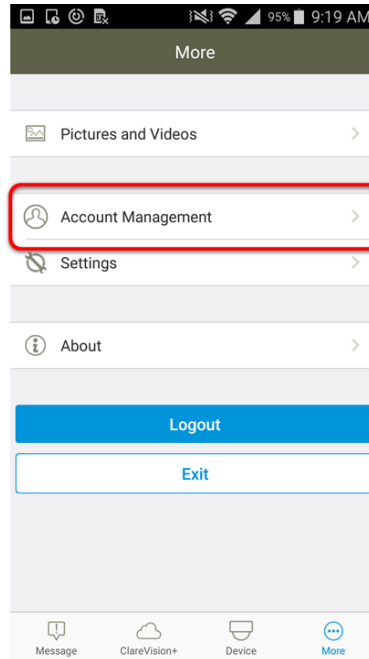 95% 9:19 AM
More
Pictures and Videos
Account Management
Settings
About
Logout
Exit
Message ClareVision+ Device More